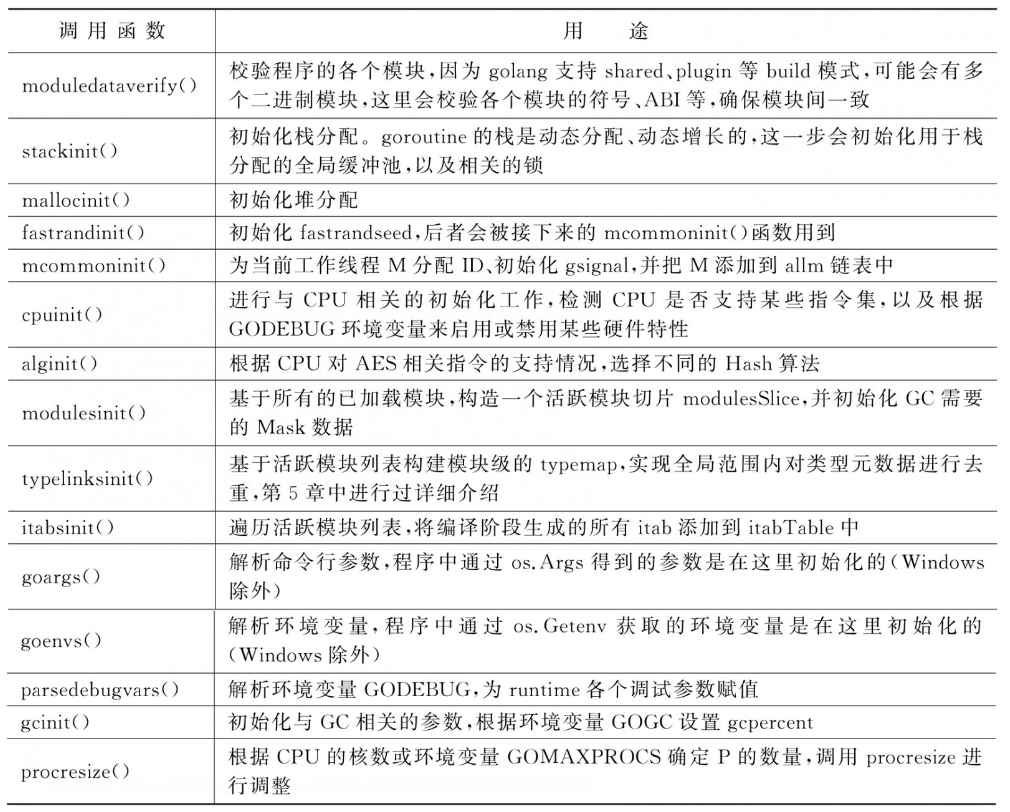 调用函数 用途
moduledataverify()
校验程序的各个模块,因为 golang 支持 shared、plugin 等 build 模式,可能会有多
个二进制模块,这里会校验各个模块的符号、ABI 等,确保模块间一致
stackinit()
初始化栈分配。goroutine 的栈是动态分配、动态增长的,这一步会初始化用于栈
分配的全局缓冲池,以及相关的锁
mallocinit() 初始化堆分配
fastrandinit() 初始化 fastrandseed,后者会被接下来的 mcommoninit()函数用到
mcommoninit() 为当前工作线程 M 分配 ID、初始化 gsignal,并把 M 添加到 allm 链表中
cpuinit()
进行与 CPU 相关的初始化工作,检测 CPU 是否支持某些指令集,以及根据
GODEBUG 环境变量来启用或禁用某些硬件特性
alginit() 根据 CPU 对 AES 相关指令的支持情况,选择不同的 Hash 算法
modulesinit()
基于所有的已加载模块,构造一个活跃模块切片 modulesSlice,并初始化 GC 需要
的 Mask 数据
typelinksinit()
基于活跃模块列表构建模块级的 typemap,实现全局范围内对类型元数据进行去
重,第 5 章中进行过详细介绍
itabsinit() 遍历活跃模块列表,将编译阶段生成的所有 itab 添加到 itabTable 中
goargs()
解析命令行参数,程序中通过 os.Args 得到的参数是在这里初始化的(Windows
除外)
goenvs()
解析环境变量,程序中通过 os.Getenv 获取的环境变量是在这里初始化的
(Windows 除外)
parsedebugvars() 解析环境变量 GODEBUG,为 runtime 各个调试参数赋值
gcinit() 初始化与 GC 相关的参数,根据环境变量 GOGC 设置 gcpercent
procresize()
根据 CPU 的核数或环境变量 GOMAXPROCS 确定 P 的数量,调用 procresize 进
行调整